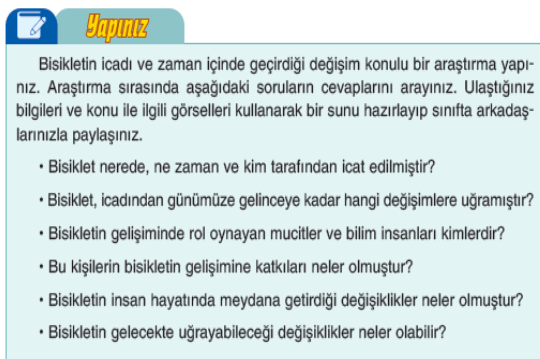 Yapınız
Bisikletin icadı ve zaman içinde geçirdiği değişim konulu bir araştırma yapı-
nız. Araştırma sırasında aşağıdaki soruların cevaplarını arayınız. Ulaştığınız
bilgileri ve konu ile ilgili görselleri kullanarak bir sunu hazırlayıp sınıfta arkadaş-
larınızla paylaşınız.
• Bisiklet nerede, ne zaman ve kim tarafından icat edilmiştir?
• Bisiklet, icadından günümüze gelinceye kadar hangi değişimlere uğramıştır?
• Bisikletin gelişiminde rol oynayan mucitler ve bilim insanları kimlerdir?
• Bu kişilerin bisikletin gelişimine katkıları neler olmuştur?
• Bisikletin insan hayatında meydana getirdiği değişiklikler neler olmuştur?
• Bisikletin gelecekte uğrayabileceği değişiklikler neler olabilir?